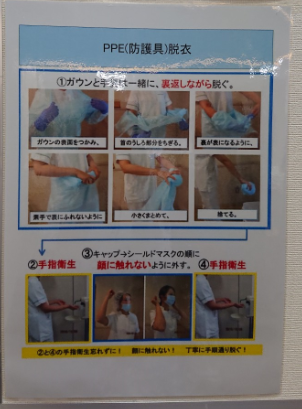 PPE(防護具)脱衣
①ガウンと手袋は一緒に、裏返しながら脱ぐ。
ガウンの表面をつかみ、
首のうしろ部分をちぎる。
裏が表になるように、
素手で表にふれないように
小さくまとめて、
捨てる。
③キャップ→シールドマスクの順に
②手指衛生
顔に触れないように外す。
④手指衛生
②と④の手指衛生忘れずに! 顔に触れない! 丁寧に手順通り脱ぐ!